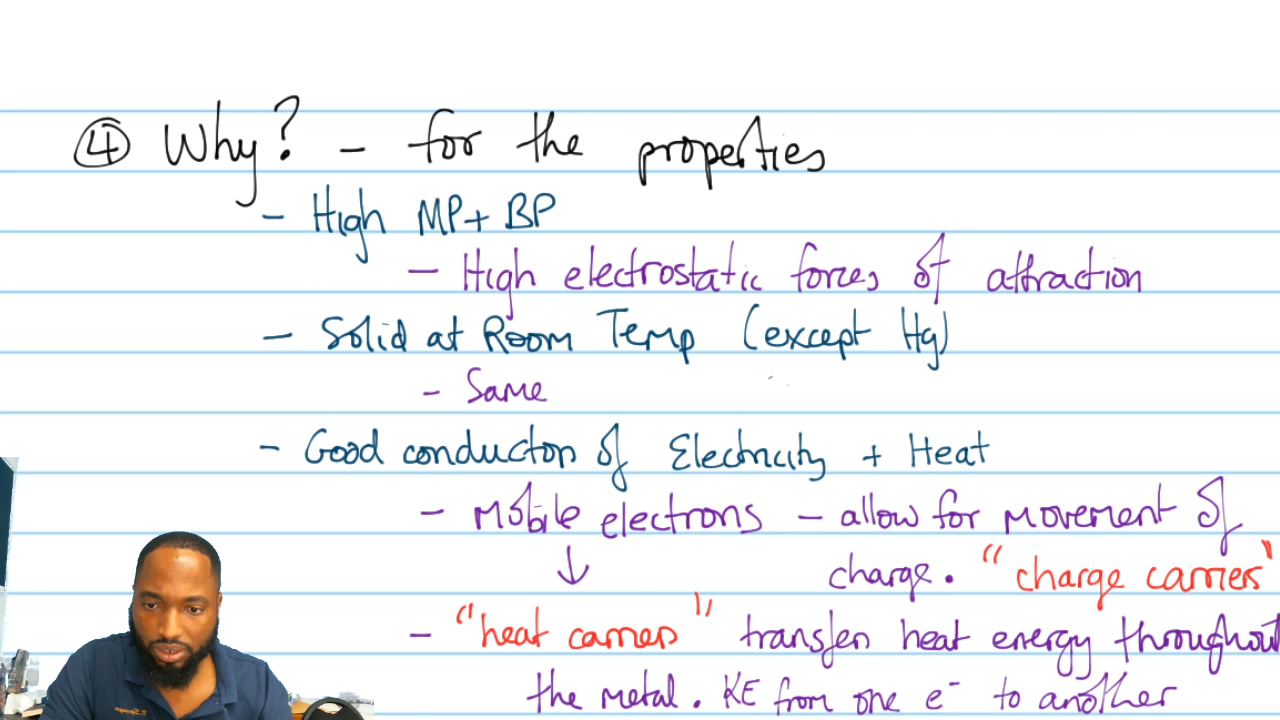 ④ Why? - for the properties
- High MP + BP
- High electrostatic forces of attraction
- Solid at Room Temp (except Hg)
- Same
- Good conductor of Electricity + Heat
- Mobile electrons - allow for movement of
↓ charge. "charge carriers"
- "heat carriers" transfer heat energy throughout
the metal. KE from one e⁻ to another